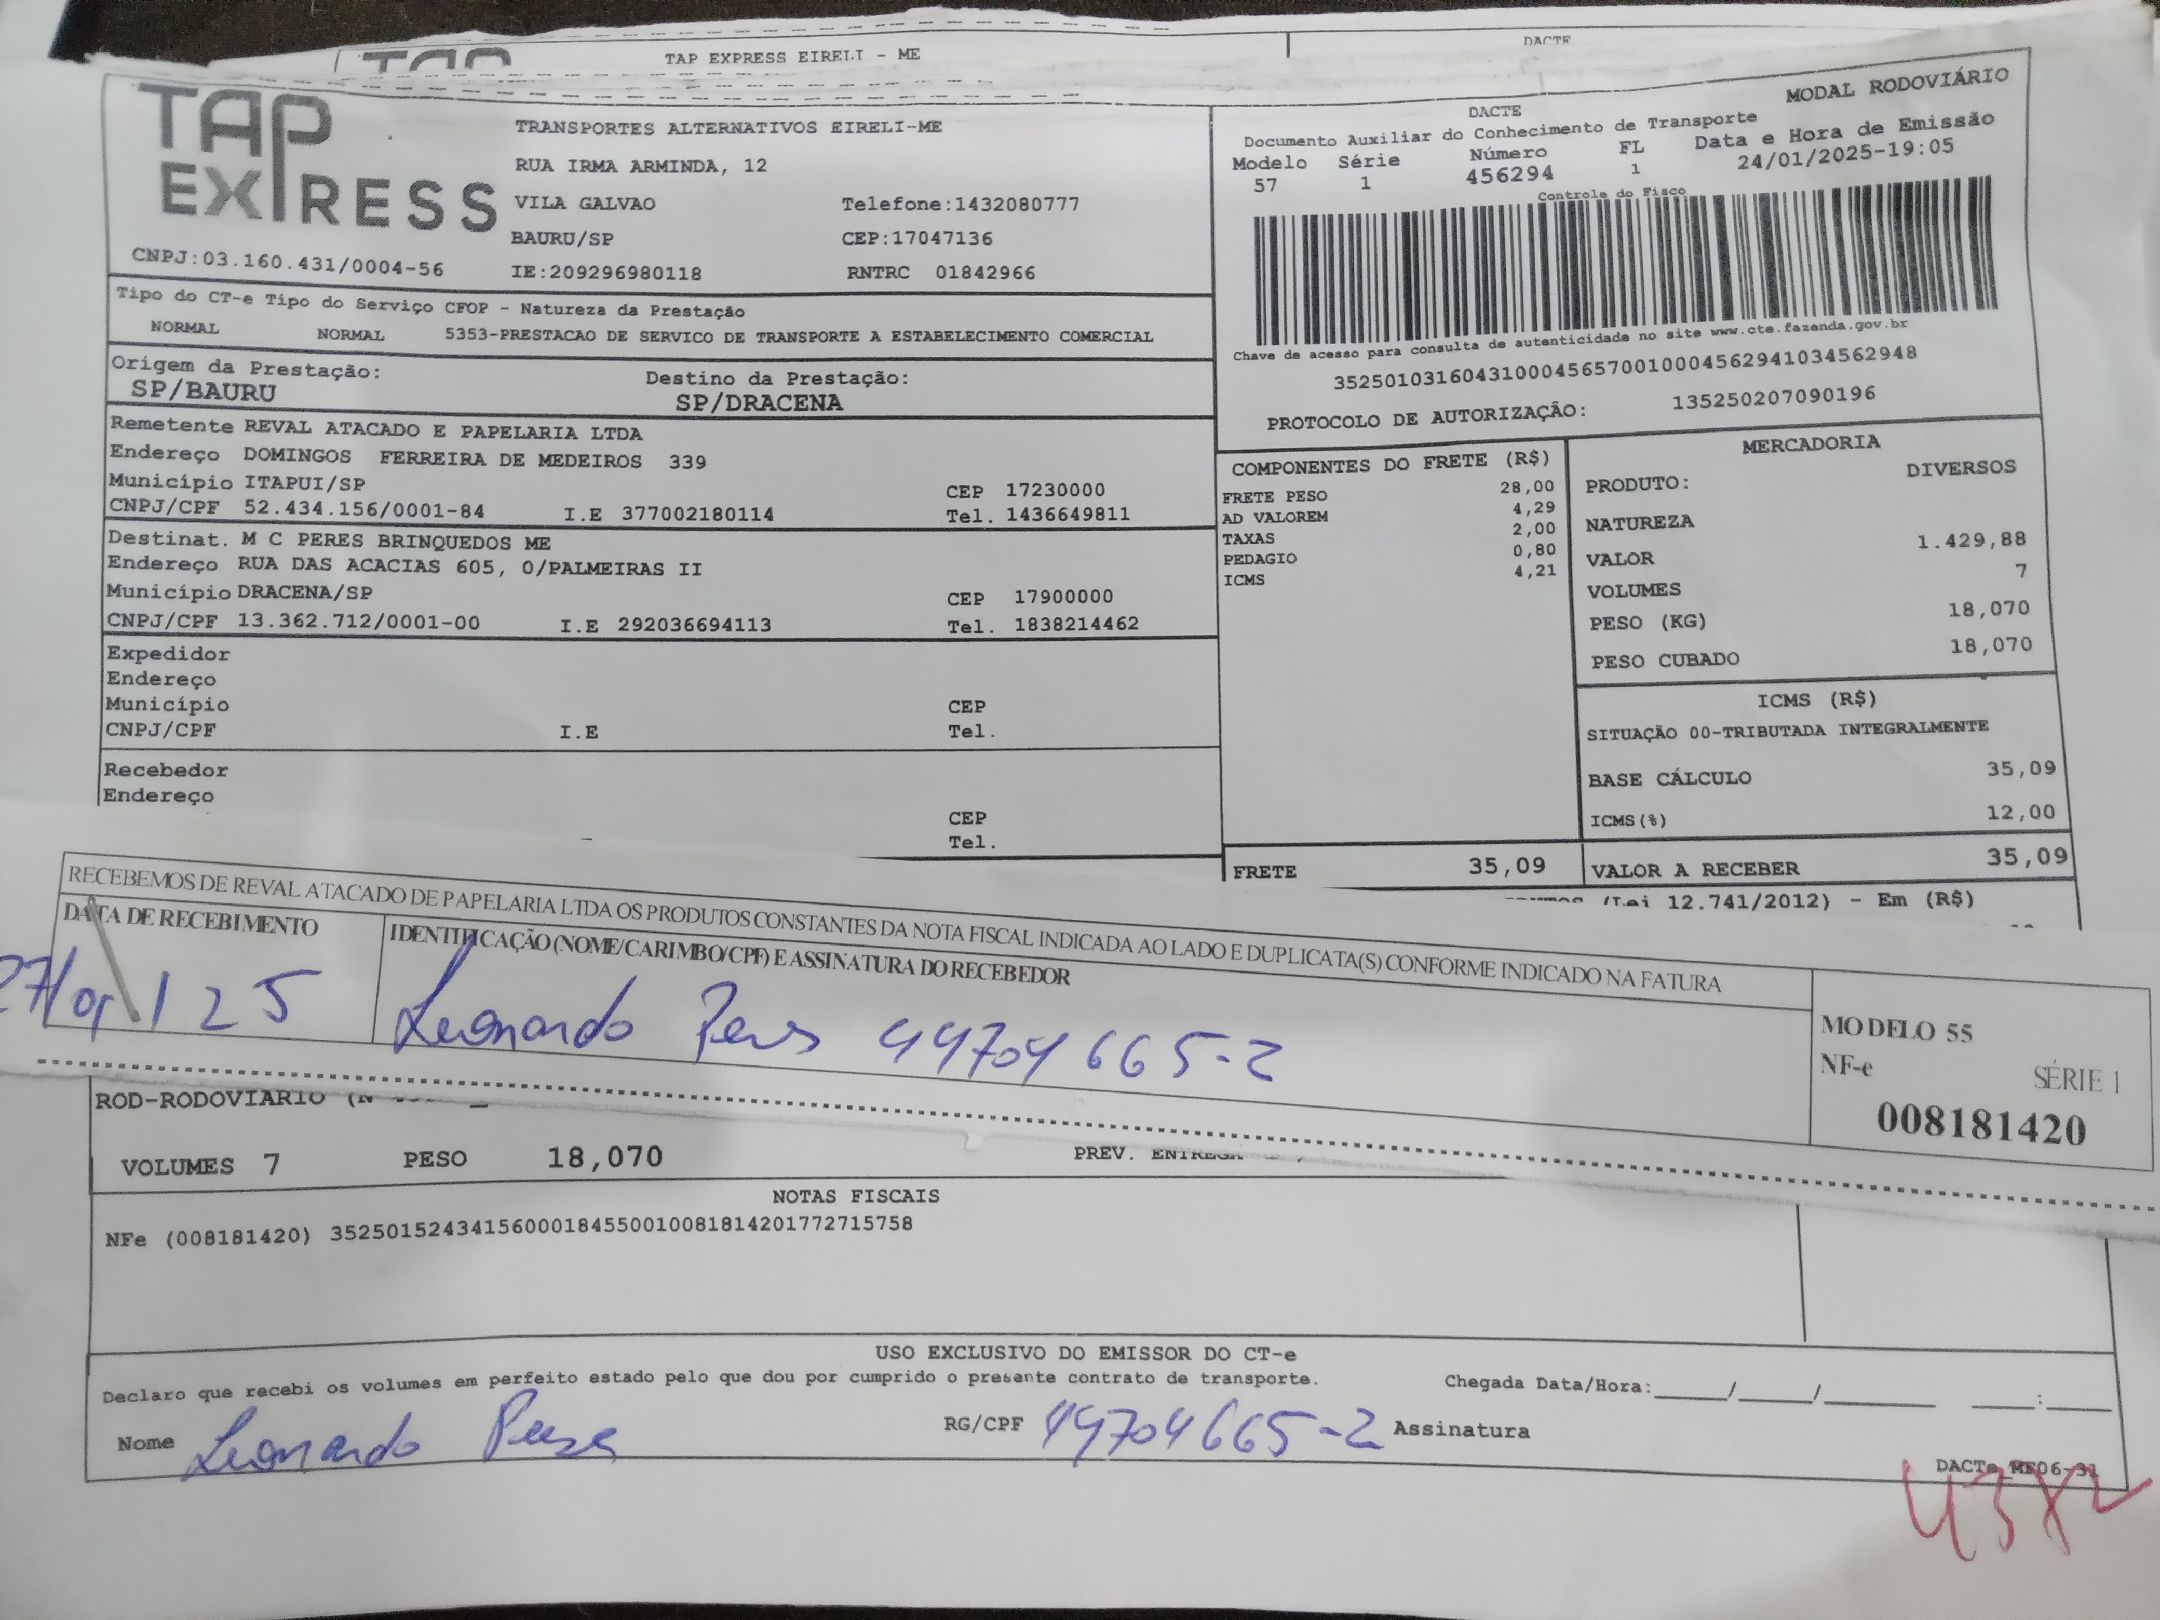 TAP EXPRESS EIRELI - ME
DACTE
TAP
EXPRESS
CNPJ:03.160.431/0004-56
TRANSPORTES ALTERNATIVOS EIRELI-ME
RUA IRMA ARMINDA, 12
VILA GALVAO Telefone:1432080777
BAURU/SP CEP:17047136
IE:209296980118 RNTRC 01842966
MODAL RODOVIÁRIO
DACTE
Documento Auxiliar do Conhecimento de Transporte
Modelo Série Número FL Data e Hora de Emissão
57 1 456294 1 24/01/2025-19:05
Controle do Fisco
Chave de acesso para consulta de autenticidade no site www.cte.fazenda.gov.br
35250103160431000456570010004562941034562948
PROTOCOLO DE AUTORIZAÇÃO: 135250207090196
Tipo do CT-e Tipo do Serviço CFOP - Natureza da Prestação
NORMAL NORMAL 5353-PRESTACAO DE SERVICO DE TRANSPORTE A ESTABELECIMENTO COMERCIAL
Origem da Prestação: Destino da Prestação:
SP/BAURU SP/DRACENA
Remetente REVAL ATACADO E PAPELARIA LTDA
Endereço DOMINGOS FERREIRA DE MEDEIROS 339
Município ITAPUI/SP CEP 17230000
CNPJ/CPF 52.434.156/0001-84 I.E 377002180114 Tel. 1436649811
Destinat. M C PERES BRINQUEDOS ME
Endereço RUA DAS ACACIAS 605, 0/PALMEIRAS II
Município DRACENA/SP CEP 17900000
CNPJ/CPF 13.362.712/0001-00 I.E 292036694113 Tel. 1838214462
Expedidor
Endereço
Município CEP
CNPJ/CPF I.E Tel.
Recebedor
Endereço
CEP
Tel.
COMPONENTES DO FRETE (R$)
FRETE PESO 28,00
AD VALOREM 4,29
TAXAS 2,00
PEDAGIO 0,80
ICMS 4,21
MERCADORIA
PRODUTO: DIVERSOS
NATUREZA
VALOR 1.429,88
VOLUMES 7
PESO (KG) 18,070
PESO CUBADO 18,070
ICMS (R$)
SITUAÇÃO 00-TRIBUTADA INTEGRALMENTE
BASE CÁLCULO 35,09
ICMS(%) 12,00
FRETE 35,09 VALOR A RECEBER 35,09
(Lei 12.741/2012) - Em (R$)
RECEBEMOS DE REVAL ATACADO DE PAPELARIA LTDA OS PRODUTOS CONSTANTES DA NOTA FISCAL INDICADA AO LADO E DUPLICATA(S) CONFORME INDICADO NA FATURA
DATA DE RECEBIMENTO IDENTIFICAÇÃO (NOME/CARIMBO/CPF) E ASSINATURA DO RECEBEDOR
27/01/25 Leonardo Peres 44704665-2
MODELO 55
NF-e SÉRIE 1
008181420
ROD-RODOVIARIO
VOLUMES 7 PESO 18,070 PREV. ENTREGA
NOTAS FISCAIS
NFe (008181420) 35250152434156000184550010081814201772715758
USO EXCLUSIVO DO EMISSOR DO CT-e
Declaro que recebi os volumes em perfeito estado pelo que dou por cumprido o presente contrato de transporte. Chegada Data/Hora:_____/_____/_______ ____:____
Nome Leonardo Peres RG/CPF 44704665-2 Assinatura